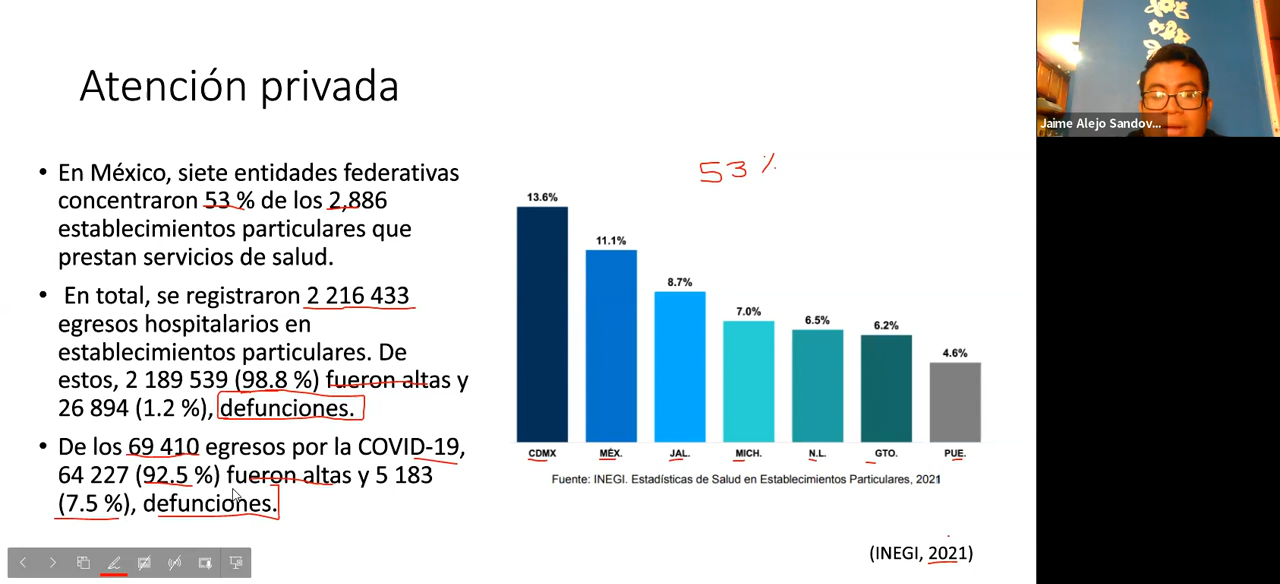 Atención privada
• En México, siete entidades federativas
concentraron 53 % de los 2,886
establecimientos particulares que
prestan servicios de salud.
• En total, se registraron 2 216 433
egresos hospitalarios en
establecimientos particulares. De
estos, 2 189 539 (98.8 %) fueron altas y
26 894 (1.2 %), defunciones.
• De los 69 410 egresos por la COVID-19,
64 227 (92.5 %) fueron altas y 5 183
(7.5 %), defunciones.
53 %
13.6%
11.1%
8.7%
7.0%
6.5%
6.2%
4.6%
CDMX MÉX. JAL. MICH. N.L. GTO. PUE.
Fuente: INEGI. Estadísticas de Salud en Establecimientos Particulares, 2021
(INEGI, 2021)
Jaime Alejo Sandov...